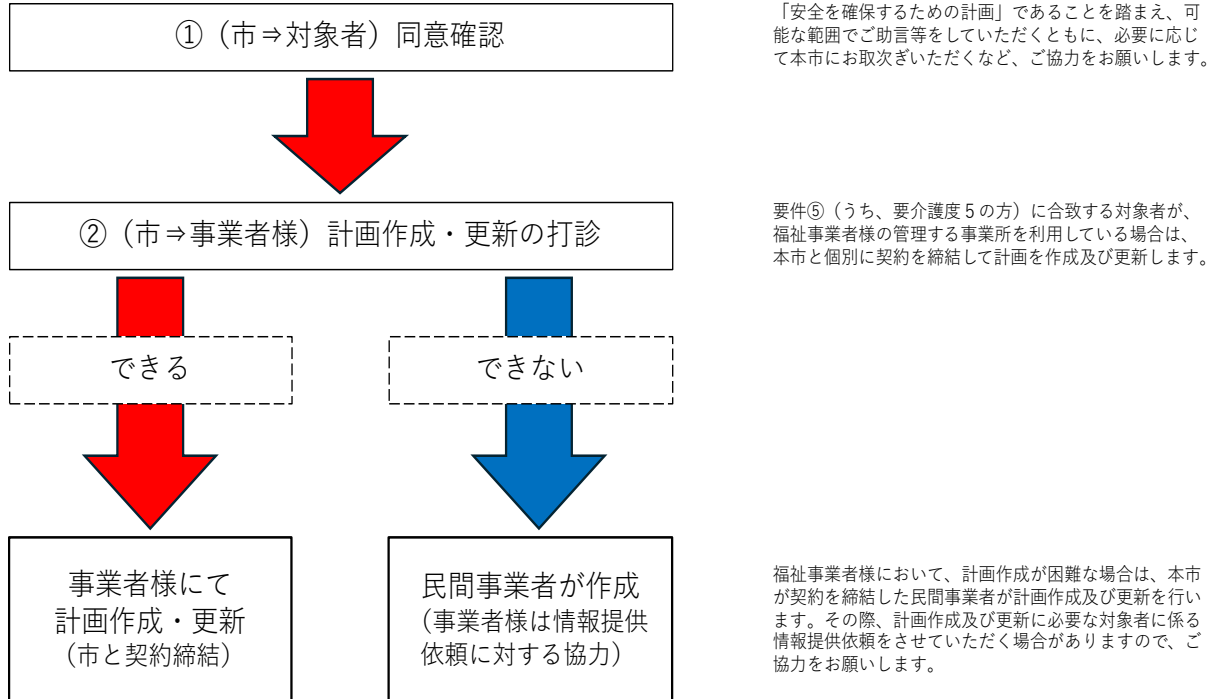 ① （市⇒対象者）同意確認
「安全を確保するための計画」であることを踏まえ、可
能な範囲でご助言等をしていただくともに、必要に応じ
て本市にお取次ぎいただくなど、ご協力をお願いします。
② （市⇒事業者様）計画作成・更新の打診
要件⑤（うち、要介護度５の方）に合致する対象者が、
福祉事業者様の管理する事業所を利用している場合は、
本市と個別に契約を締結して計画を作成及び更新します。
できる
できない
事業者様にて
計画作成・更新
（市と契約締結）
民間事業者が作成
（事業者様は情報提供
依頼に対する協力）
福祉事業者様において、計画作成が困難な場合は、本市
が契約を締結した民間事業者が計画作成及び更新を行い
ます。その際、計画作成及び更新に必要な対象者に係る
情報提供依頼をさせていただく場合がありますので、ご
協力をお願いします。